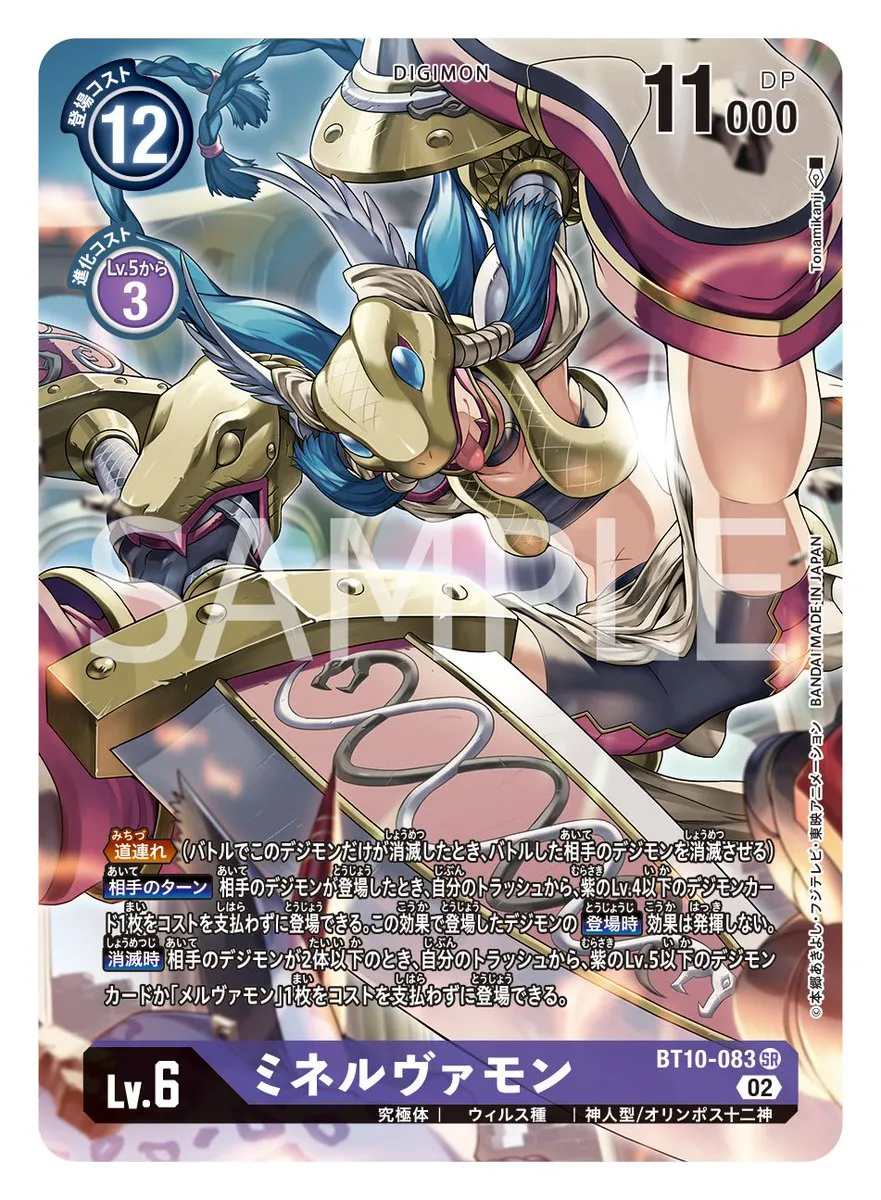 DIGIMON
登場コスト
12
11000
DP
進化コスト
Lv.5から
3
Tonamikanji
SAMPLE
BANDAI MADE IN JAPAN
©本郷あきよし・フジテレビ・東映アニメーション
道連れ (バトルでこのデジモンだけが消滅したとき、バトルした相手のデジモンを消滅させる)
相手のターン 相手のデジモンが登場したとき、自分のトラッシュから、紫のLv.4以下のデジモンカー
ド1枚をコストを支払わずに登場できる。この効果で登場したデジモンの 登場時 効果は発揮しない。
消滅時 相手のデジモンが2体以下のとき、自分のトラッシュから、紫のLv.5以下のデジモン
カードか「メルヴァモン」1枚をコストを支払わずに登場できる。
Lv.6
ミネルヴァモン
BT10-083 SR
02
究極体 | ウィルス種 | 神人型/オリンポス十二神